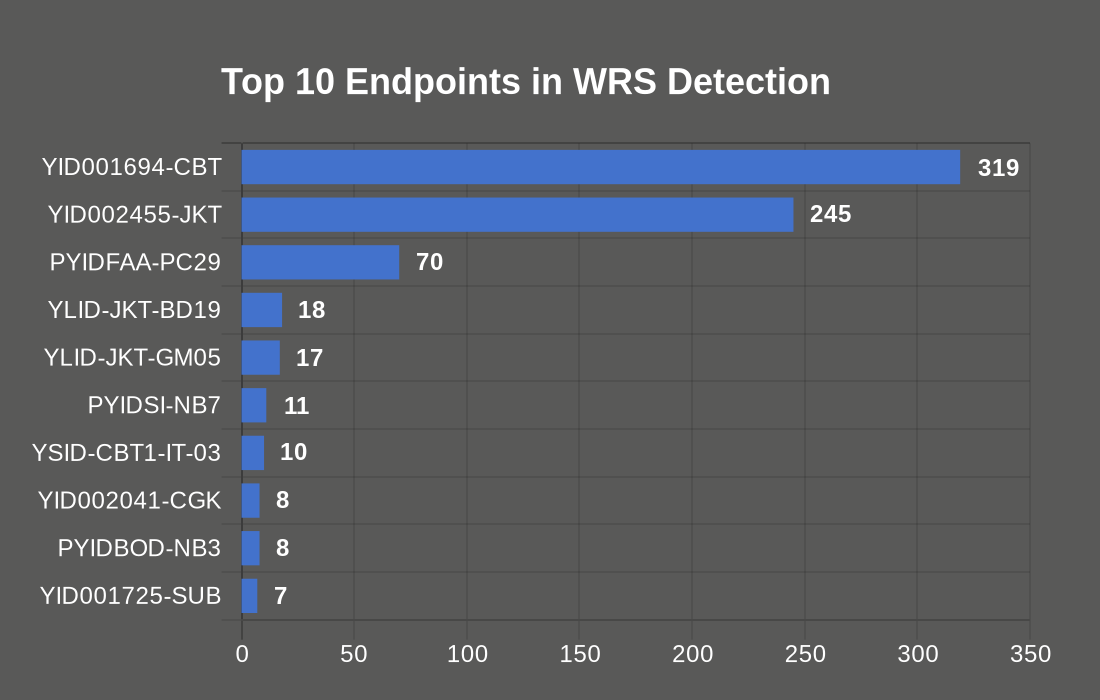 Top 10 Endpoints in WRS Detection
YID001694-CBT 319
YID002455-JKT 245
PYIDFAA-PC29 70
YLID-JKT-BD19 18
YLID-JKT-GM05 17
PYIDSI-NB7 11
YSID-CBT1-IT-03 10
YID002041-CGK 8
PYIDBOD-NB3 8
YID001725-SUB 7
0 50 100 150 200 250 300 350